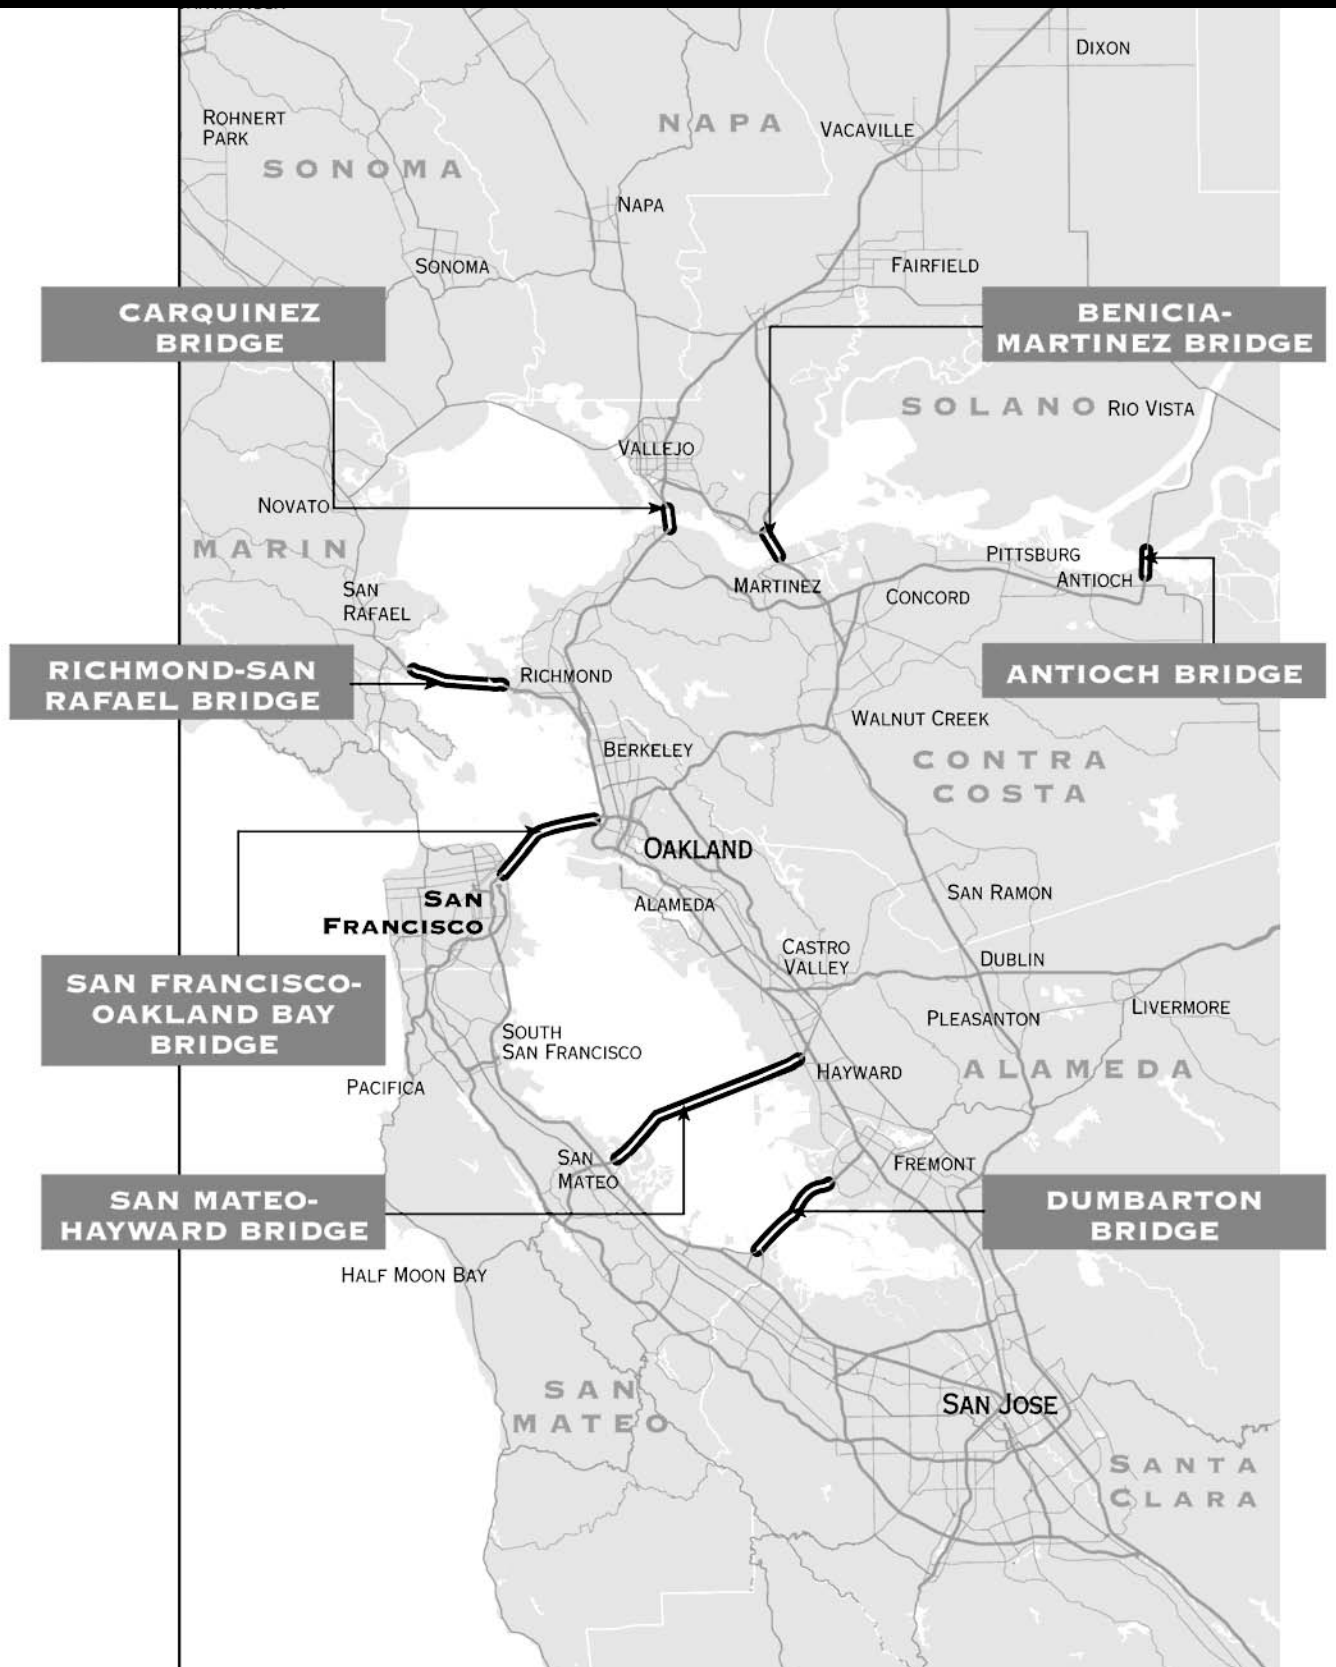 DIXON
ROHNERT
PARK
NAPA
VACAVILLE
SONOMA
NAPA
SONOMA
FAIRFIELD
CARQUINEZ
BRIDGE
BENICIA-
MARTINEZ BRIDGE
SOLANO
RIO VISTA
VALLEJO
NOVATO
MARIN
PITTSBURG
ANTIOCH
SAN
RAFAEL
MARTINEZ
CONCORD
RICHMOND-SAN
RAFAEL BRIDGE
RICHMOND
ANTIOCH BRIDGE
WALNUT CREEK
BERKELEY
CONTRA
COSTA
OAKLAND
SAN
FRANCISCO
ALAMEDA
SAN RAMON
CASTRO
VALLEY
DUBLIN
SAN FRANCISCO-
OAKLAND BAY
BRIDGE
PLEASANTON
LIVERMORE
SOUTH
SAN FRANCISCO
PACIFICA
HAYWARD
ALAMEDA
SAN
MATEO
FREMONT
SAN MATEO-
HAYWARD BRIDGE
DUMBARTON
BRIDGE
HALF MOON BAY
SAN
MATEO
SAN JOSE
SANTA
CLARA